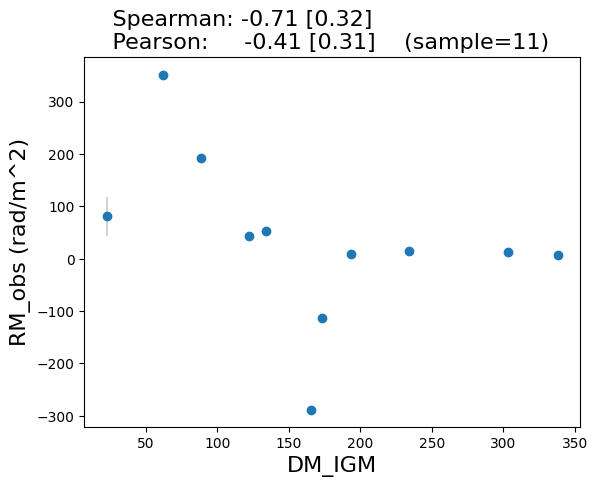 Spearman: -0.71 [0.32]
Pearson: -0.41 [0.31] (sample=11)
RM_obs (rad/m^2)
300
200
100
0
−100
−200
−300
50 100 150 200 250 300 350
DM_IGM